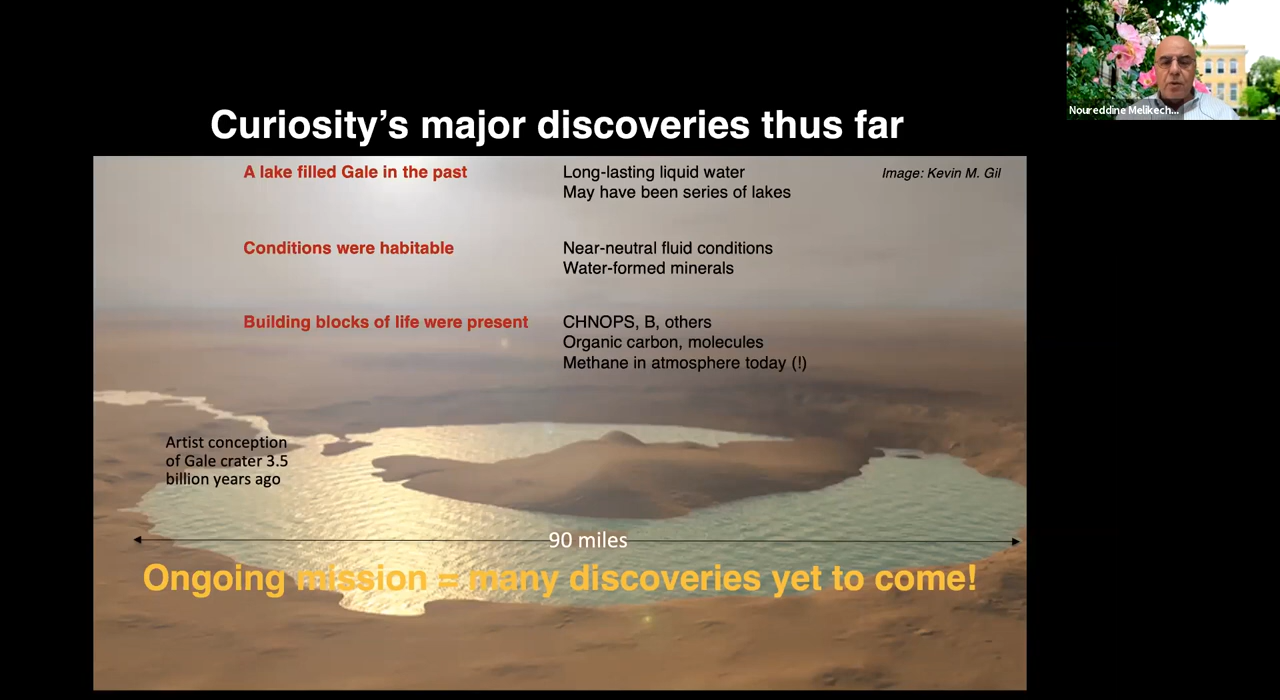 Curiosity's major discoveries thus far
A lake filled Gale in the past
Long-lasting liquid water
May have been series of lakes
Image: Kevin M. Gil
Conditions were habitable
Near-neutral fluid conditions
Water-formed minerals
Building blocks of life were present
CHNOPS, B, others
Organic carbon, molecules
Methane in atmosphere today (!)
Artist conception
of Gale crater 3.5
billion years ago
90 miles
Ongoing mission = many discoveries yet to come!
Noureddine Melikech...